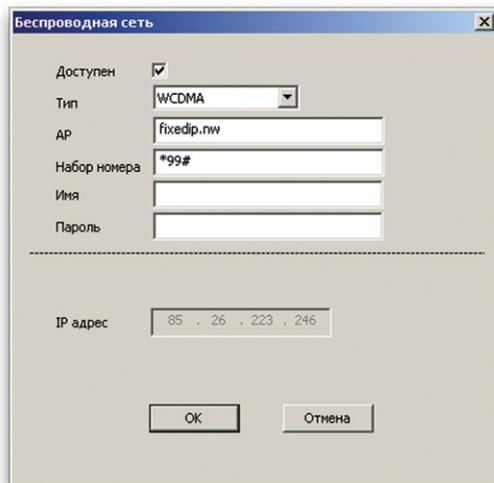 Беспроводная сеть
Доступен
Тип WCDMA
AP fixedip.nw
Набор номера *99#
Имя
Пароль
IP адрес 85 . 26 . 223 . 246
OK Отмена